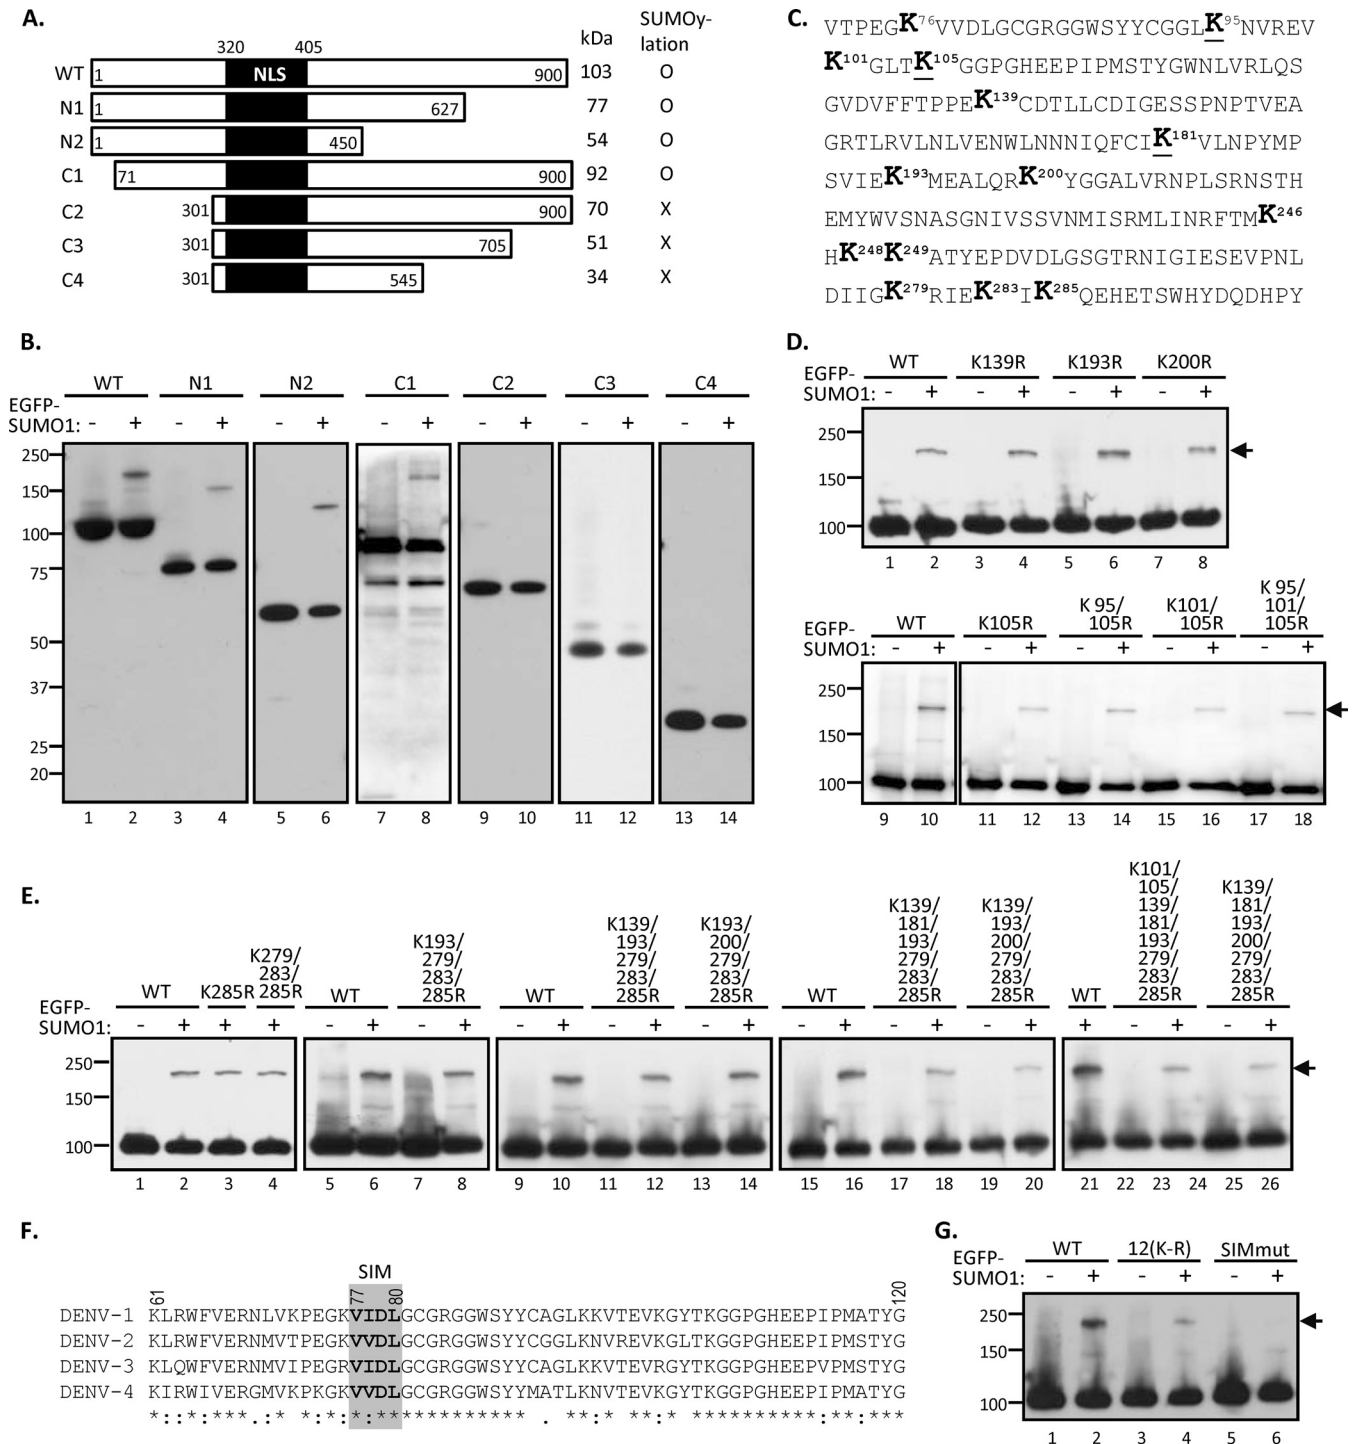 A.
SUMOy-
lation
kDa
320 405
WT 1 NLS 900 103 O
N1 1 627 77 O
N2 1 450 54 O
C1 71 900 92 O
C2 301 900 70 X
C3 301 705 51 X
C4 301 545 34 X
C.
VTPEGK76VVDLGCGRGGWSYYCGGLK95NVREV
K101GLTK105GGPGHEEPIPMSTYGWNLVRLQS
GVDVFFTPPEK139CDTLLCDIGESSPNPTVEA
GRTLRVLNLVENWLNNNIQFCIK181VLNPYMP
SVIEK193MEALQRK200YGGALVRNPLSRNSTH
EMYWVSNASGNIVSSVNMISRMLINRFTMK246
HK248K249ATYEPDVDLGSGTRNIGIESEVPNL
DIIGK279RIEK283IK285QEHETSWHYDQDHPY
B.
WT N1 N2 C1 C2 C3 C4
EGFP-
SUMO1: - + - + - + - + - + - + - +
250
150
100
75
50
37
25
20
1 2 3 4 5 6 7 8 9 10 11 12 13 14
D.
WT K139R K193R K200R
EGFP-
SUMO1: - + - + - + - +
250
150
100
1 2 3 4 5 6 7 8
WT K105R K 95/ 105R K101/ 105R K 95/ 101/ 105R
EGFP-
SUMO1: - + - + - + - + - +
250
150
100
9 10 11 12 13 14 15 16 17 18
E.
WT K285R K279/ 283/ 285R WT K193/ 279/ 283/ 285R WT K139/ 193/ 279/ 283/ 285R K193/ 200/ 279/ 283/ 285R WT K139/ 181/ 193/ 279/ 283/ 285R K139/ 193/ 200/ 279/ 283/ 285R WT K101/ 105/ 139/ 181/ 193/ 279/ 283/ 285R K139/ 181/ 193/ 200/ 279/ 283/ 285R
EGFP-
SUMO1: - + + + - + - + - + - + - + - + - + - + + - + - +
250
150
100
1 2 3 4 5 6 7 8 9 10 11 12 13 14 15 16 17 18 19 20 21 22 23 24 25 26
F.
SIM
61 77 80 120
DENV-1 KLRWFVERNLVKPEGKVIDLGCGRGGWSYYCAGLKKVTEVKGYTKGGPGHEEPIPMATYG
DENV-2 KLRWFVERNMVTPEGKVVDLGCGRGGWSYYCGGLKNVREVKGLTKGGPGHEEPIPMSTYG
DENV-3 KLQWFVERNMVIPEGRVIDLGCGRGGWSYYCAGLKKVTEVRGYTKGGPGHEEPVPMSTYG
DENV-4 KIRWIVERGMVKPKGKVVDLGCGRGGWSYYMATLKNVTEVKGYTKGGPGHEEPIPMATYG
*::*:***.:* *:*:*:***************** . **:* **:* **********:**:***
G.
WT 12(K-R) SIMmut
EGFP-
SUMO1: - + - + - +
250
150
100
1 2 3 4 5 6